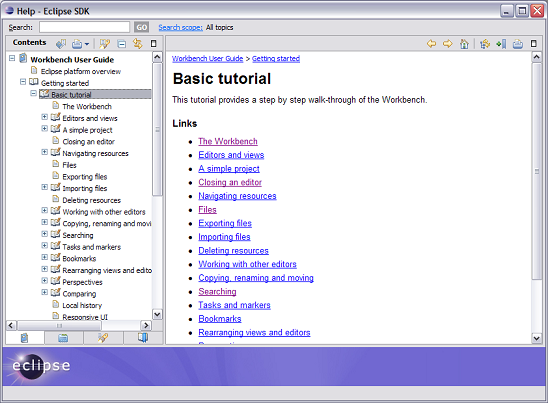 Help - Eclipse SDK
Search:
GO
Search scope: All topics
Contents
Workbench User Guide
Eclipse platform overview
Getting started
Basic tutorial
The Workbench
Editors and views
A simple project
Closing an editor
Navigating resources
Files
Exporting files
Importing files
Deleting resources
Working with other editors
Copying, renaming and movi
Searching
Tasks and markers
Bookmarks
Rearranging views and edito
Perspectives
Comparing
Local history
Responsive UI
Workbench User Guide > Getting started
Basic tutorial
This tutorial provides a step by step walk-through of the Workbench.
Links
The Workbench
Editors and views
A simple project
Closing an editor
Navigating resources
Files
Exporting files
Importing files
Deleting resources
Working with other editors
Copying, renaming and moving
Searching
Tasks and markers
Bookmarks
Rearranging views and editors
eclipse